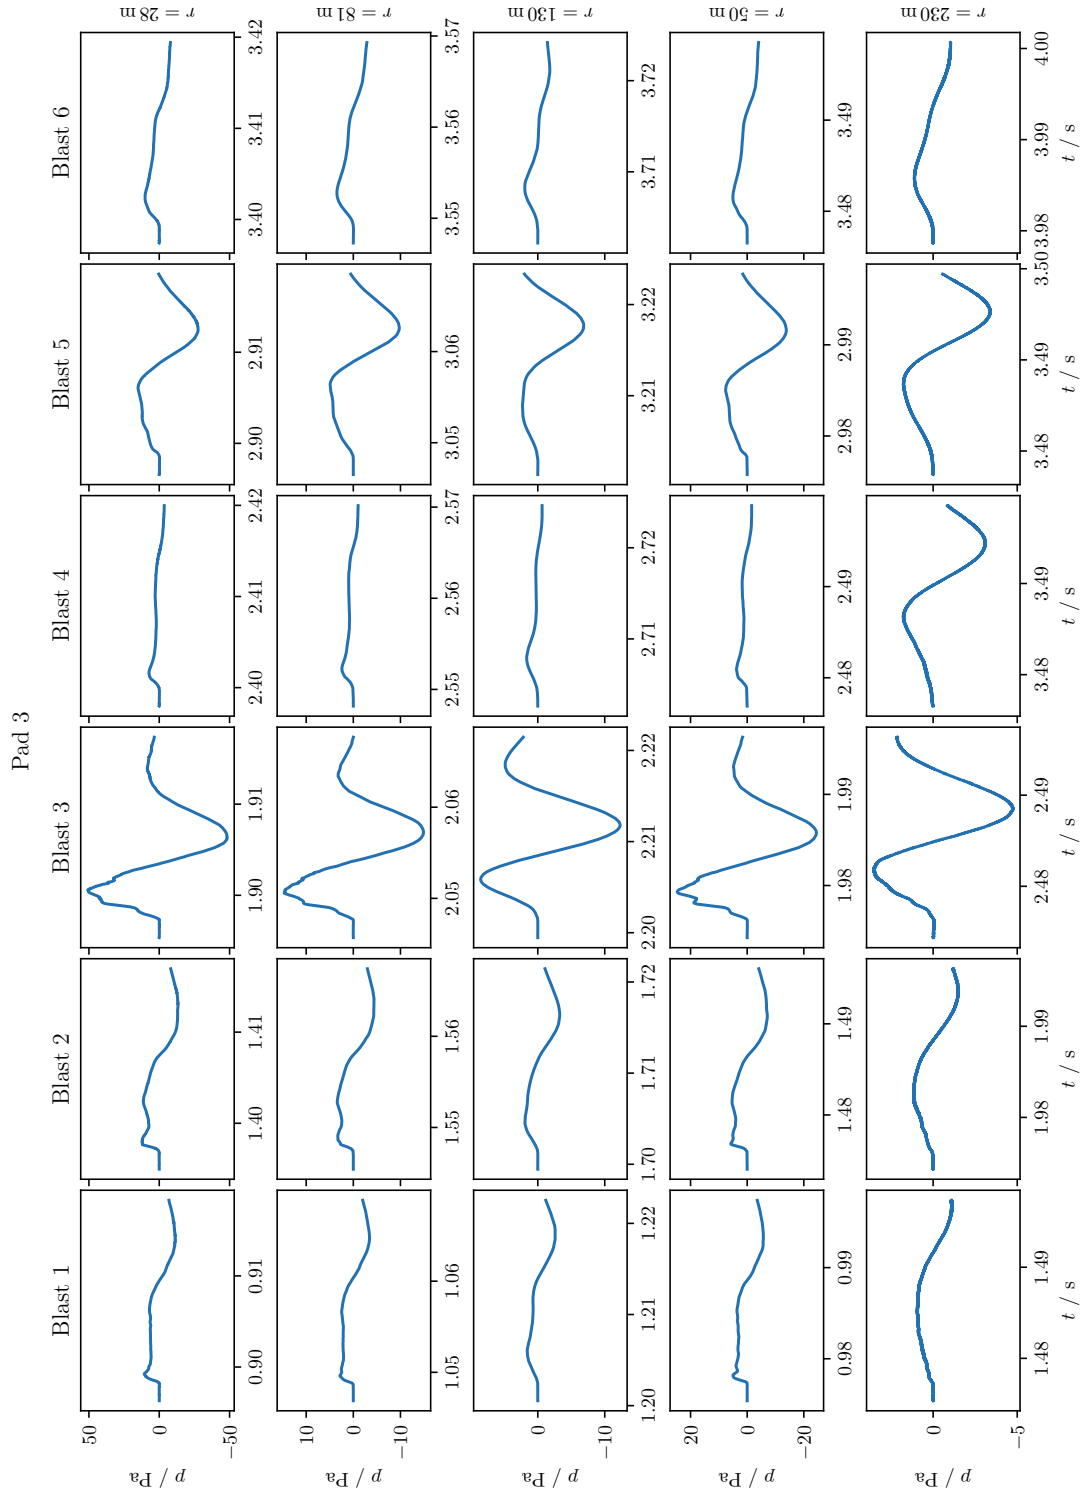 Pad 3
Blast 1 Blast 2 Blast 3 Blast 4 Blast 5 Blast 6
50
0
−50
p / Pa
r = 28 m
0.90 0.91 1.40 1.41 1.90 1.91 2.40 2.41 2.42 2.90 2.91 3.40 3.41 3.42
10
0
−10
p / Pa
r = 81 m
1.05 1.06 1.55 1.56 2.05 2.06 2.55 2.56 2.57 3.05 3.06 3.55 3.56 3.57
0
−10
p / Pa
r = 130 m
1.20 1.21 1.22 1.70 1.71 1.72 2.20 2.21 2.22 2.71 2.72 3.21 3.22 3.71 3.72
20
0
−20
p / Pa
r = 50 m
0.98 0.99 1.48 1.49 1.98 1.99 2.48 2.49 2.98 2.99 3.48 3.49
0
−5
p / Pa
r = 230 m
1.48 1.49 1.98 1.99 2.48 2.49 3.48 3.49 3.48 3.49 3.50 3.98 3.99 4.00
t / s t / s t / s t / s t / s t / s